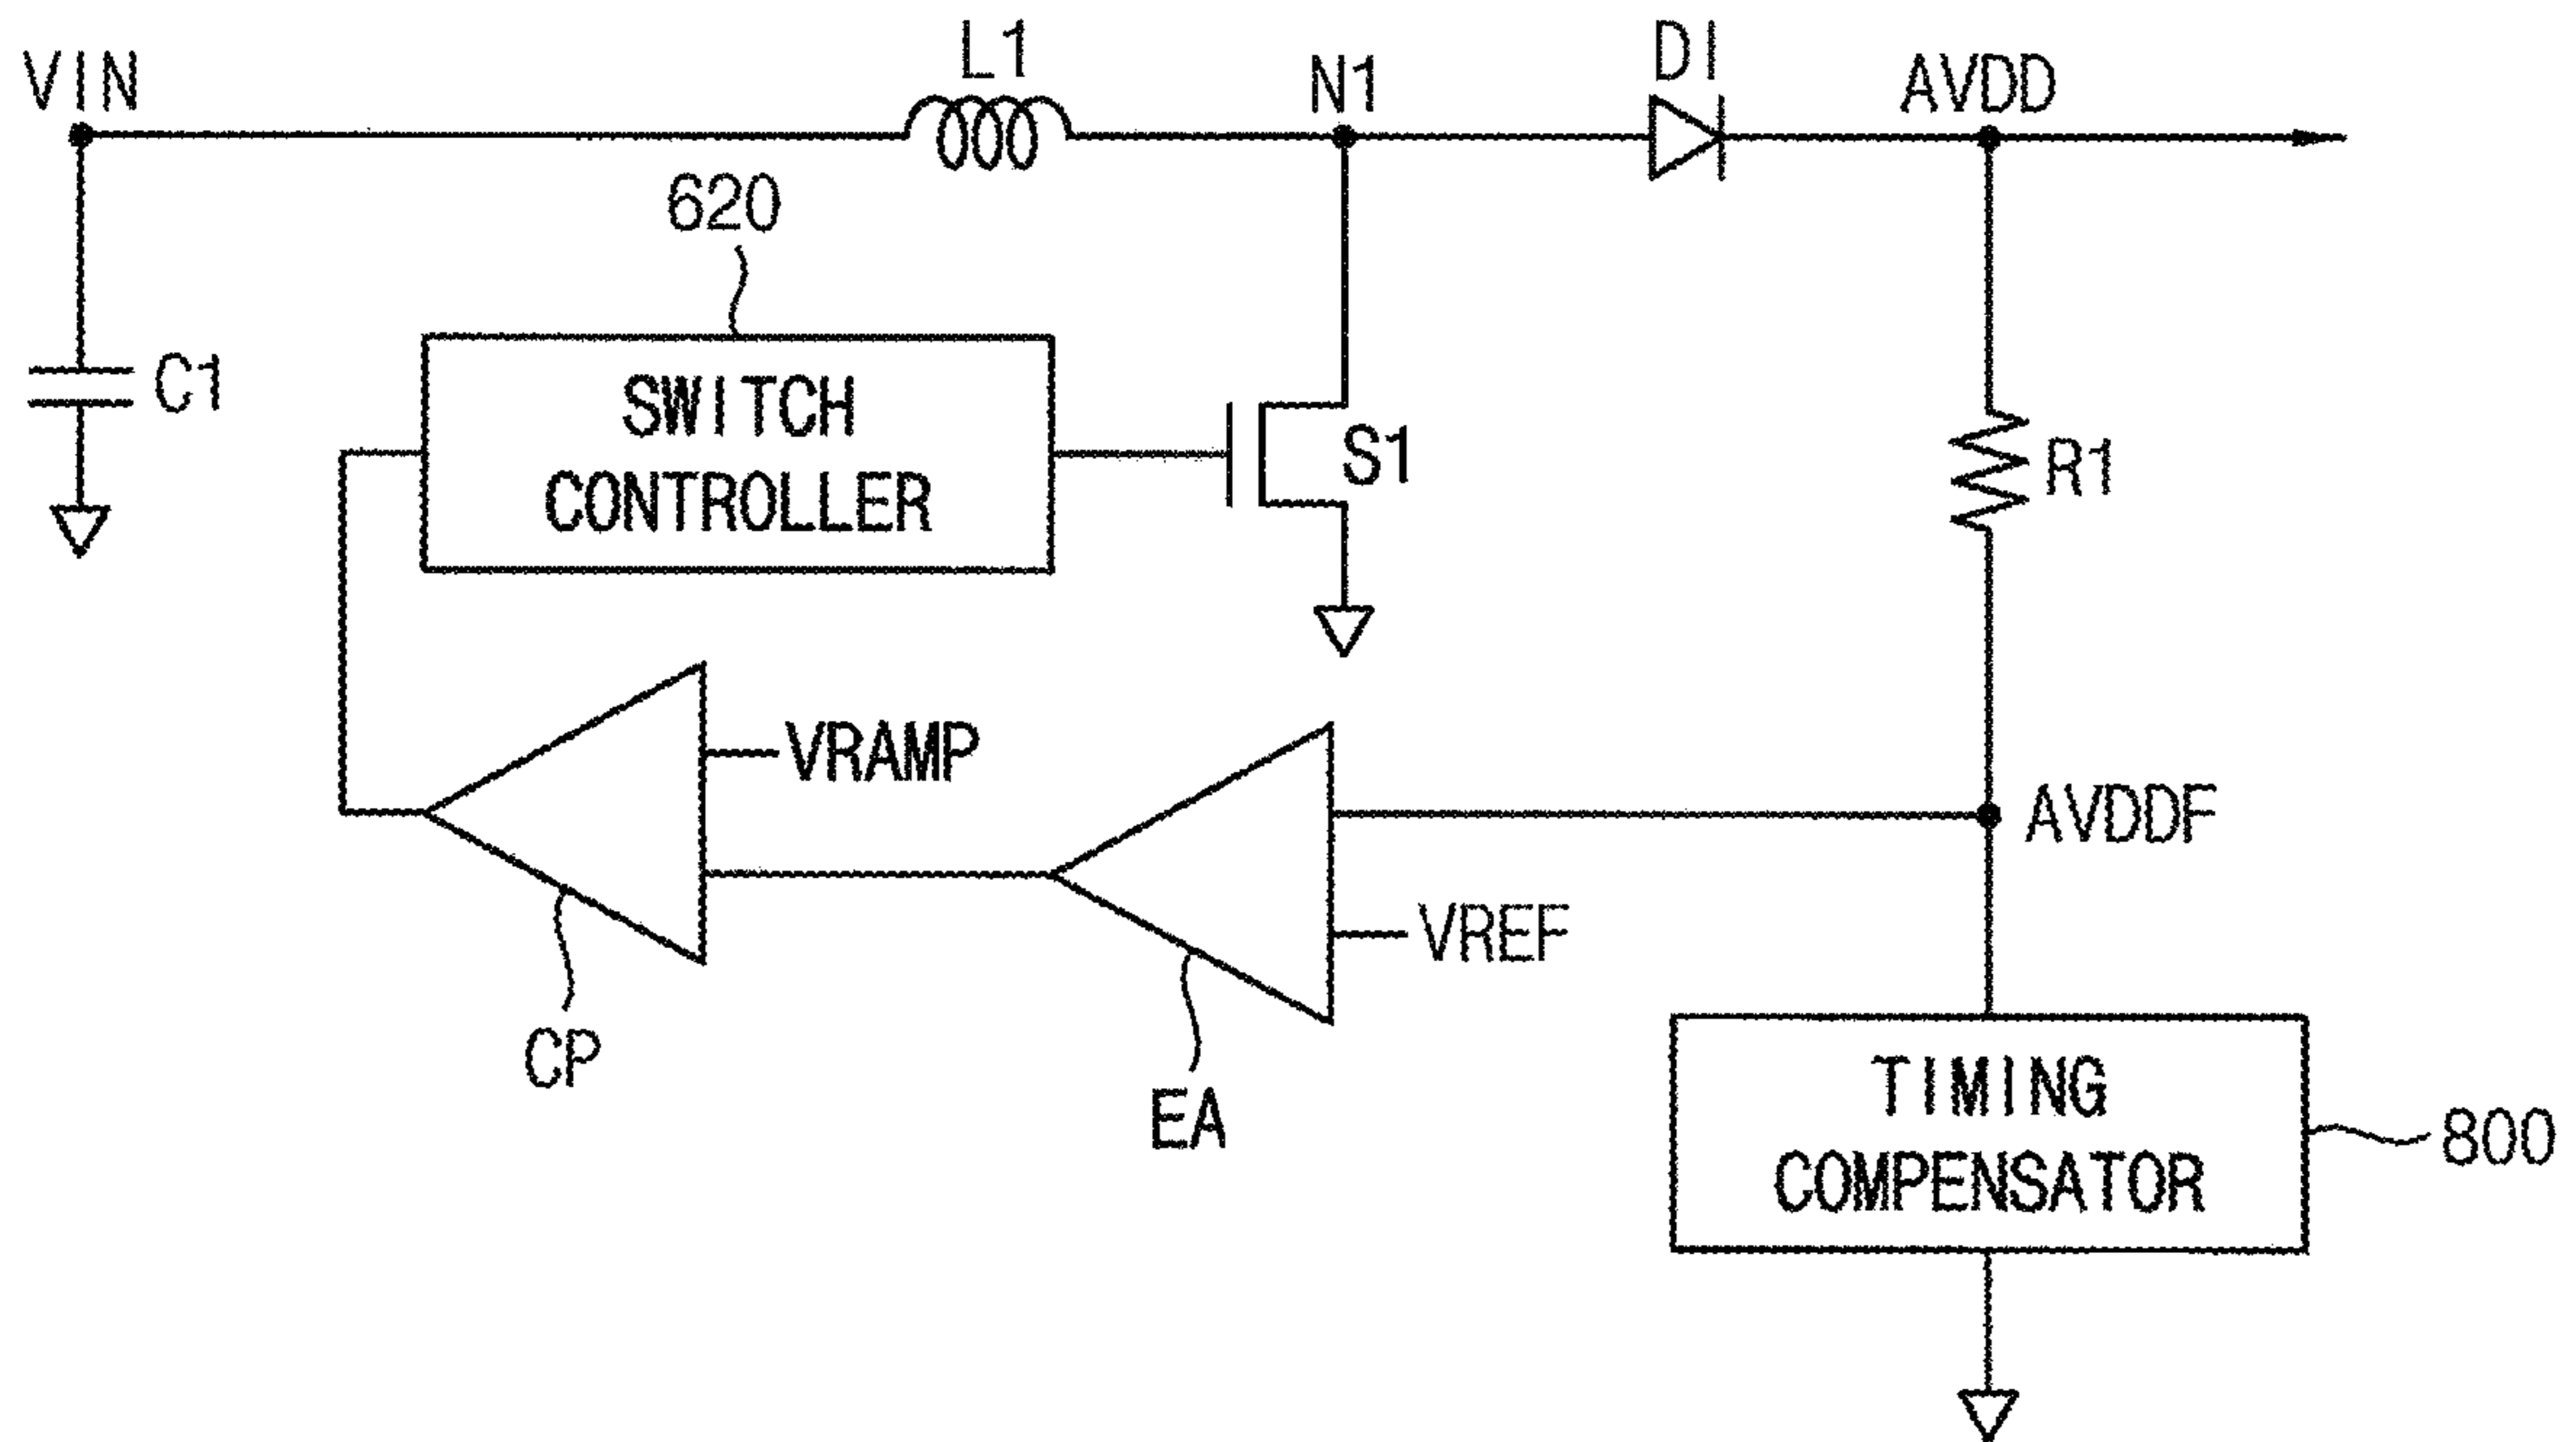 VIN
L1
N1
DI
AVDD
620
C1
SWITCH
CONTROLLER
S1
R1
VRAMP
AVDDF
VREF
CP
EA
TIMING
COMPENSATOR
800